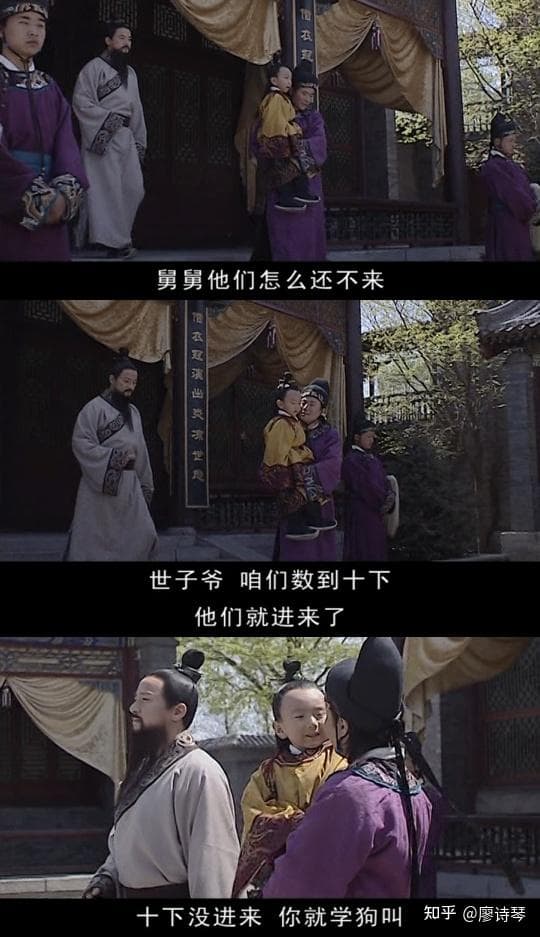 舅舅他们怎么还不来
世子爷 咱们数到十下
他们就进来了
十下没进来 你就学狗叫
知乎 @廖诗琴